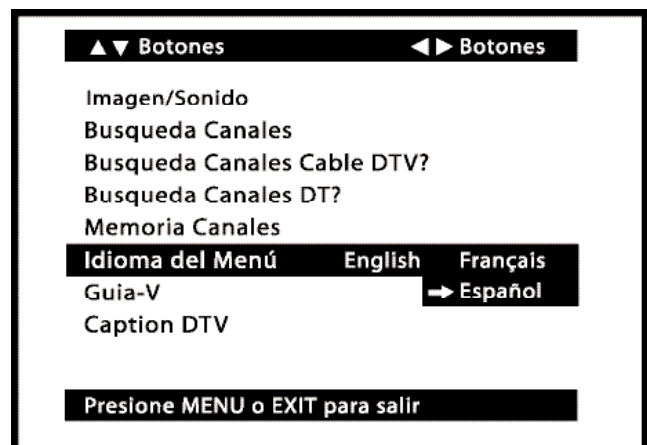 ▲▼ Botones ◀▶ Botones
Imagen/Sonido
Busqueda Canales
Busqueda Canales Cable DTV?
Busqueda Canales DT?
Memoria Canales
Idioma del Menú English Français
Guia-V ➡ Español
Caption DTV
Presione MENU o EXIT para salir